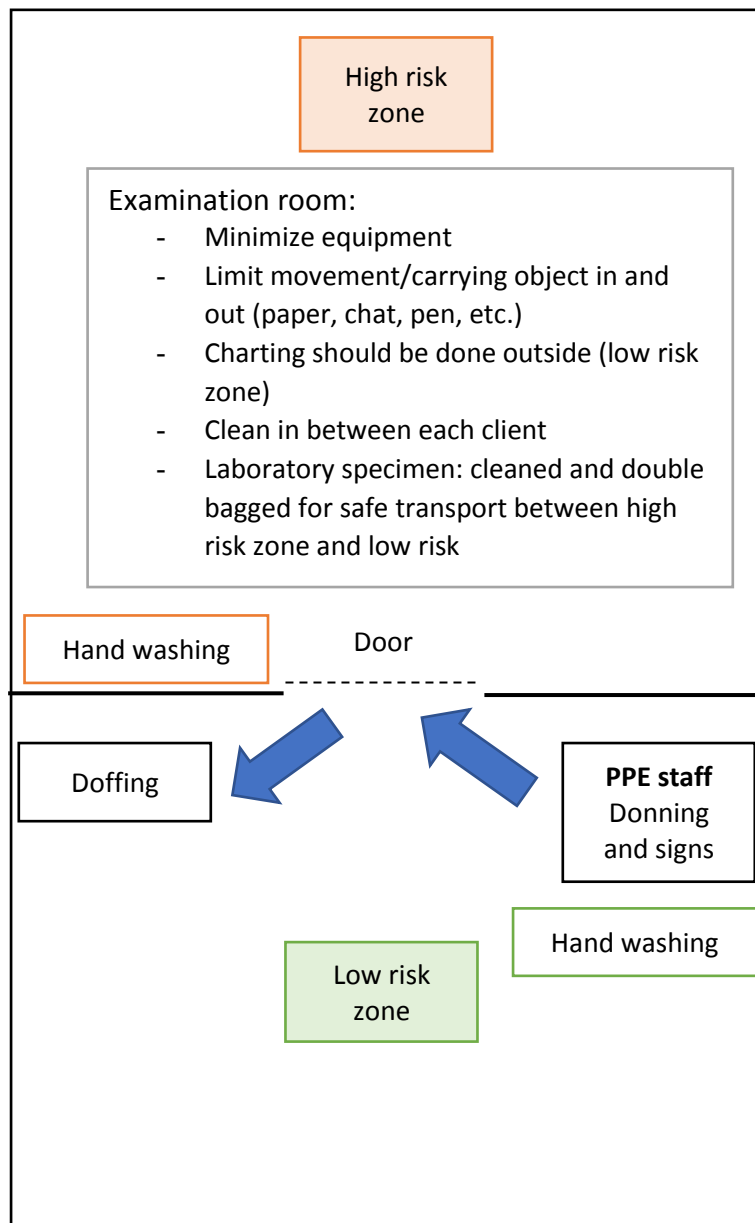 High risk
zone
Examination room:
- Minimize equipment
- Limit movement/carrying object in and
out (paper, chat, pen, etc.)
- Charting should be done outside (low risk
zone)
- Clean in between each client
- Laboratory specimen: cleaned and double
bagged for safe transport between high
risk zone and low risk
Hand washing
Door
Doffing
PPE staff
Donning
and signs
Hand washing
Low risk
zone